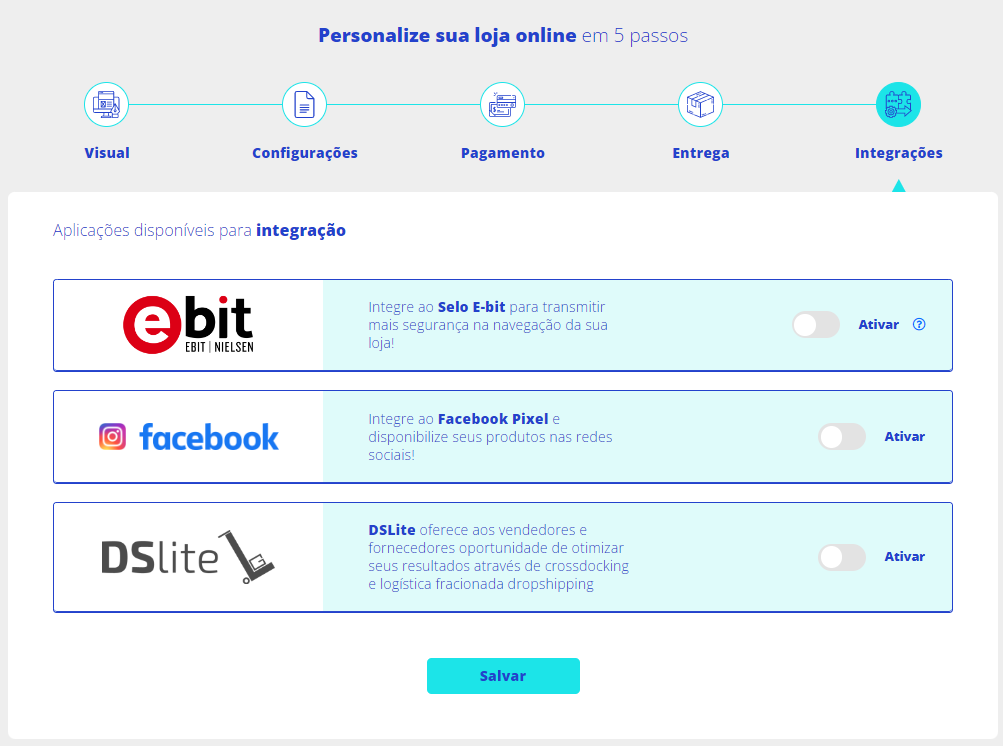 Personalize sua loja online em 5 passos
Visual
Configurações
Pagamento
Entrega
Integrações
Aplicações disponíveis para integração
ebit
EBIT | NIELSEN
Integre ao Selo E-bit para transmitir
mais segurança na navegação da sua
loja!
Ativar ?
facebook
Integre ao Facebook Pixel e
disponibilize seus produtos nas redes
sociais!
Ativar
DSlite
DSLite oferece aos vendedores e
fornecedores oportunidade de otimizar
seus resultados através de crossdocking
e logística fracionada dropshipping
Ativar
Salvar